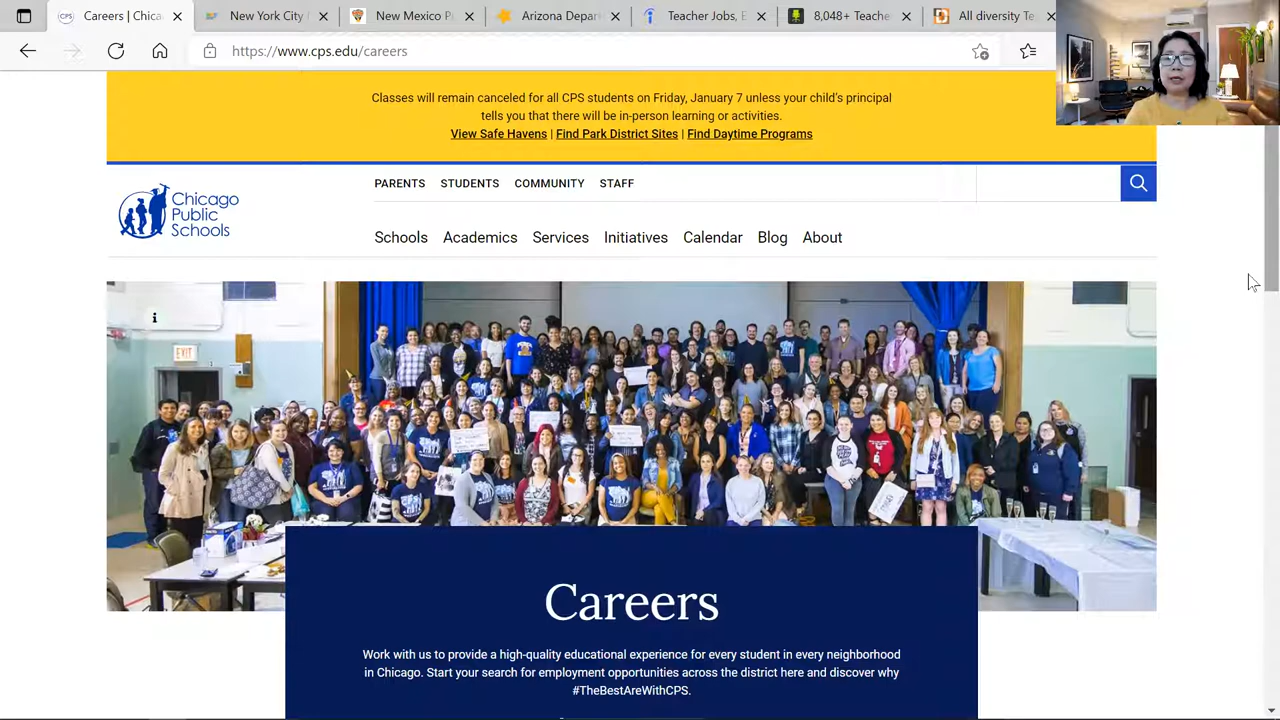 Careers | Chica
New York City
New Mexico Pu
Arizona Depar
Teacher Jobs, E
8,048+ Teache
All diversity Te
https://www.cps.edu/careers
Classes will remain canceled for all CPS students on Friday, January 7 unless your child's principal
tells you that there will be in-person learning or activities.
View Safe Havens | Find Park District Sites | Find Daytime Programs
PARENTS STUDENTS COMMUNITY STAFF
Chicago
Public
Schools
Schools Academics Services Initiatives Calendar Blog About
i
EXIT
Careers
Work with us to provide a high-quality educational experience for every student in every neighborhood
in Chicago. Start your search for employment opportunities across the district here and discover why
#TheBestAreWithCPS.